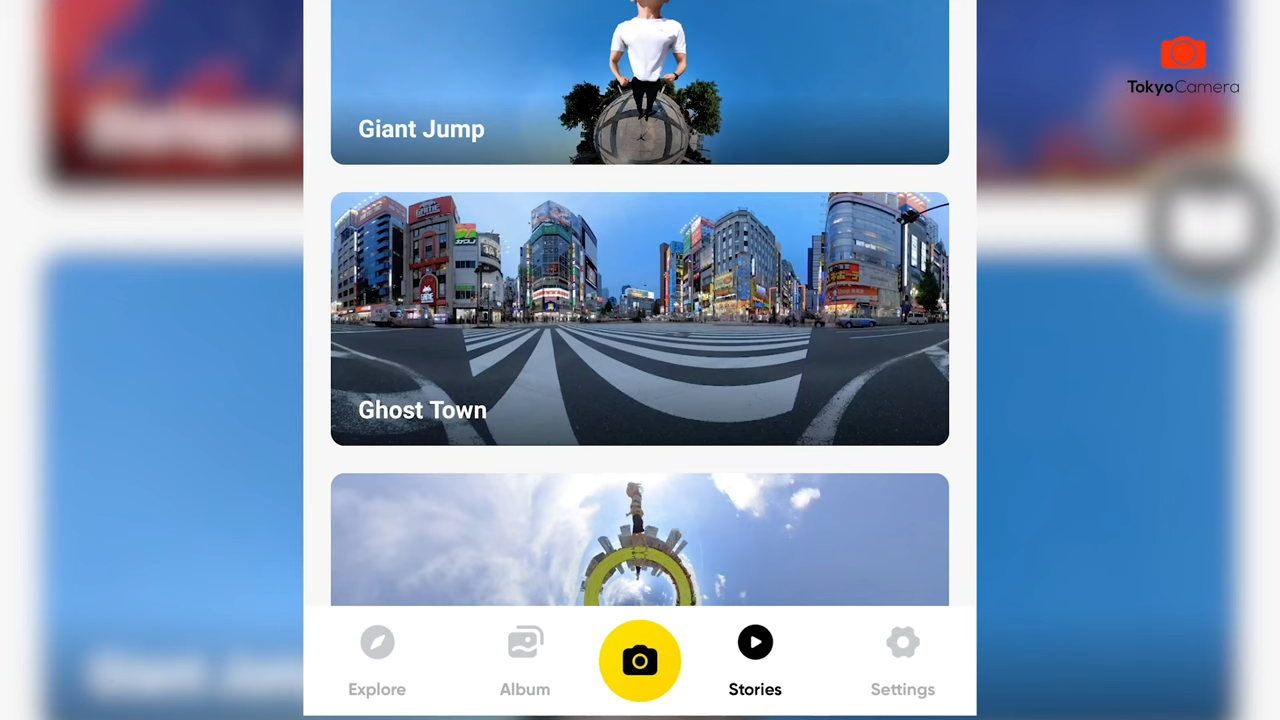 TokyoCamera
Giant Jump
Ghost Town
Explore
Album
Stories
Settings